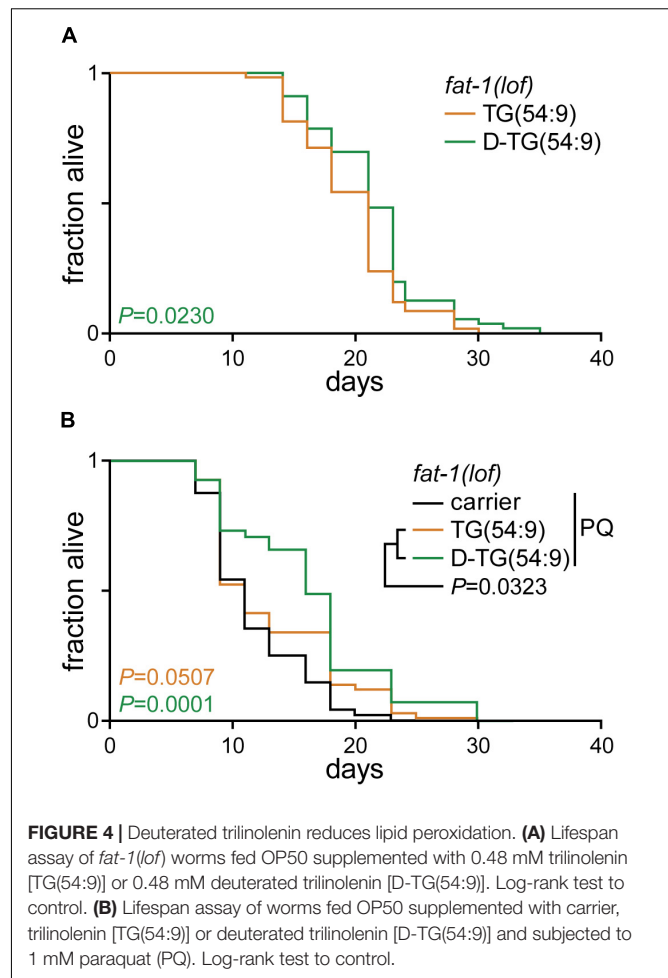 A
1
fat-1(lof)
TG(54:9)
D-TG(54:9)
fraction alive
P=0.0230
0
0 10 20 30 40
days
B
1
fat-1(lof)
carrier
TG(54:9)
D-TG(54:9)
PQ
P=0.0323
fraction alive
P=0.0507
P=0.0001
0
0 10 20 30 40
days
FIGURE 4 | Deuterated trilinolenin reduces lipid peroxidation. (A) Lifespan
assay of fat-1(lof) worms fed OP50 supplemented with 0.48 mM trilinolenin
[TG(54:9)] or 0.48 mM deuterated trilinolenin [D-TG(54:9)]. Log-rank test to
control. (B) Lifespan assay of worms fed OP50 supplemented with carrier,
trilinolenin [TG(54:9)] or deuterated trilinolenin [D-TG(54:9)] and subjected to
1 mM paraquat (PQ). Log-rank test to control.